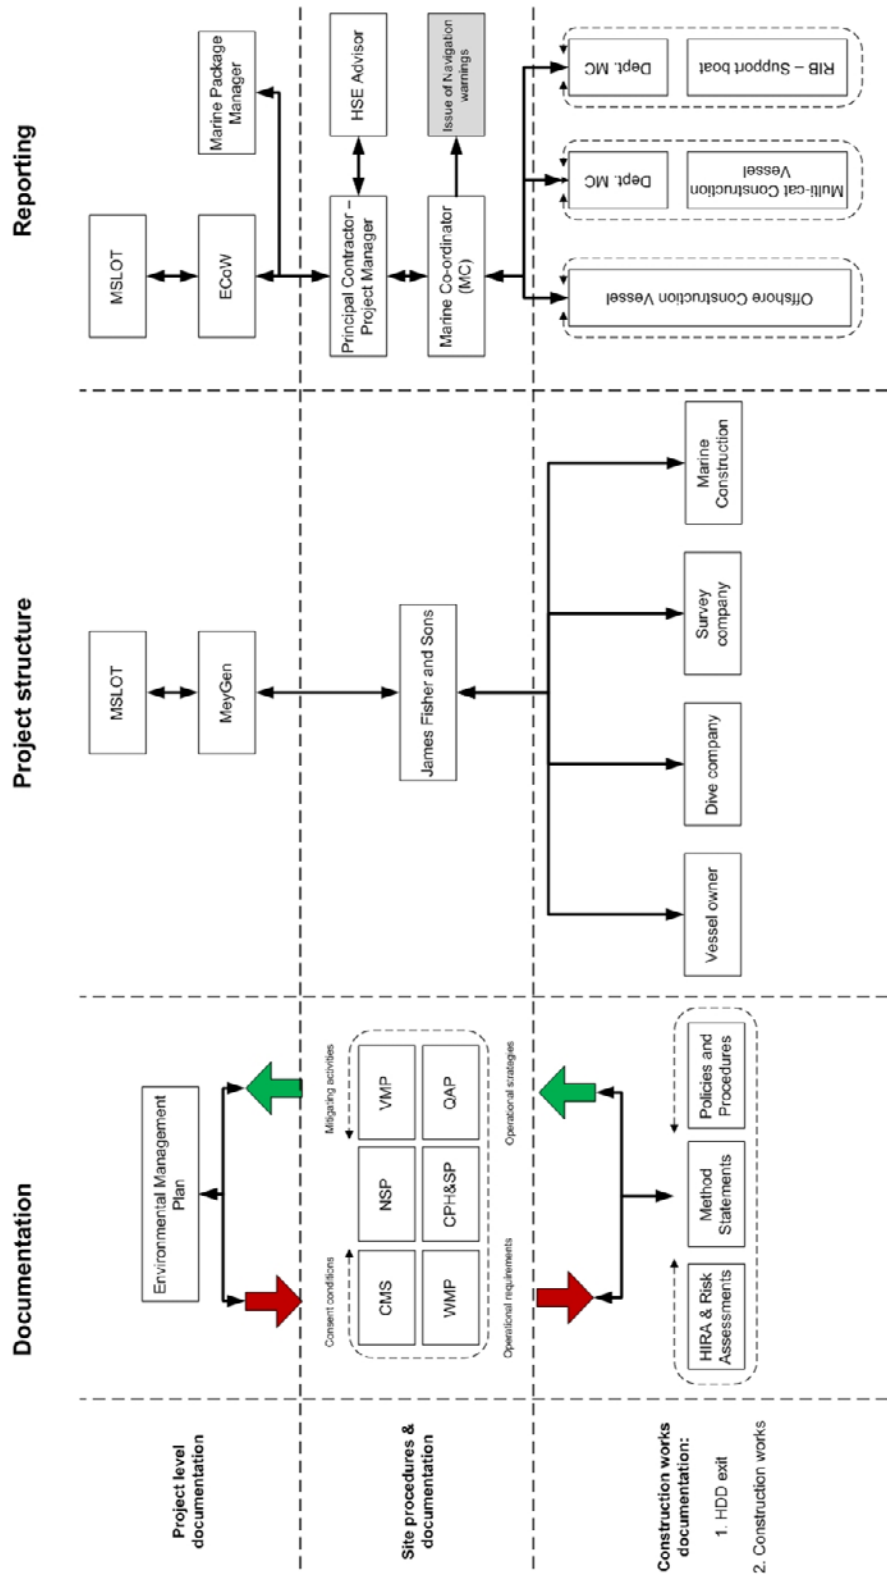 Documentation
Project structure
Reporting
Project level
documentation
Environmental Management
Plan
MSLOT
MeyGen
MSLOT
ECoW
Marine Package
Manager
Site procedures &
documentation
Consent conditions
Mitigating activities
CMS
NSP
VMP
WMP
CPH&SP
QAP
Operational requirements
Operational strategies
James Fisher and Sons
Principal Contractor –
Project Manager
HSE Advisor
Marine Co-ordinator
(MC)
Issue of Navigation
warnings
Construction works
documentation:
1. HDD exit
2. Construction works
HIRA & Risk
Assessments
Method
Statements
Policies and
Procedures
Vessel owner
Dive company
Survey
company
Marine
Construction
Offshore Construction Vessel
Dept. MC
Multi-cat Construction
Vessel
Dept. MC
RIB – Support boat